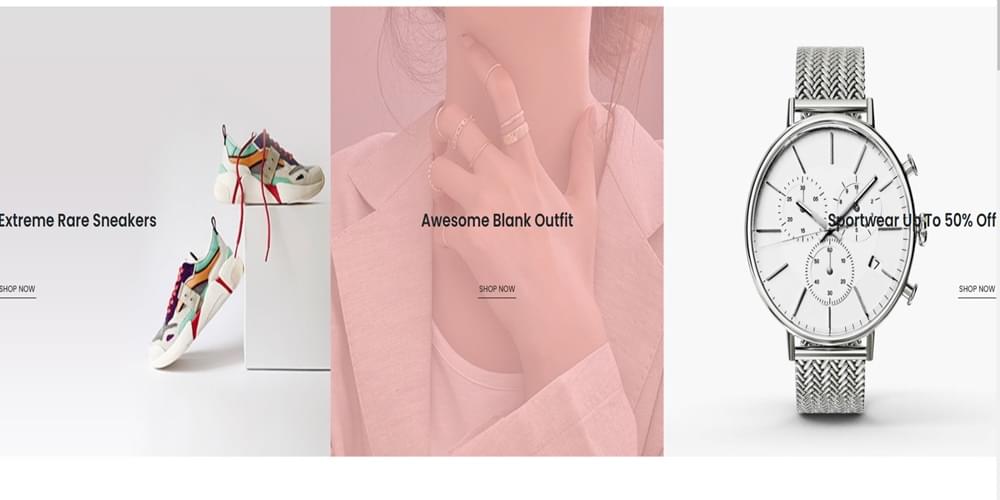 Extreme Rare Sneakers
SHOP NOW
Awesome Blank Outfit
SHOP NOW
Sportwear Up To 50% Off
SHOP NOW